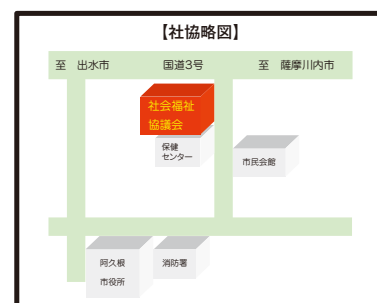 【社協略図】
至 出水市 国道3号 至 薩摩川内市
社会福祉
協議会
保健
センター
市民会館
阿久根
市役所
消防署